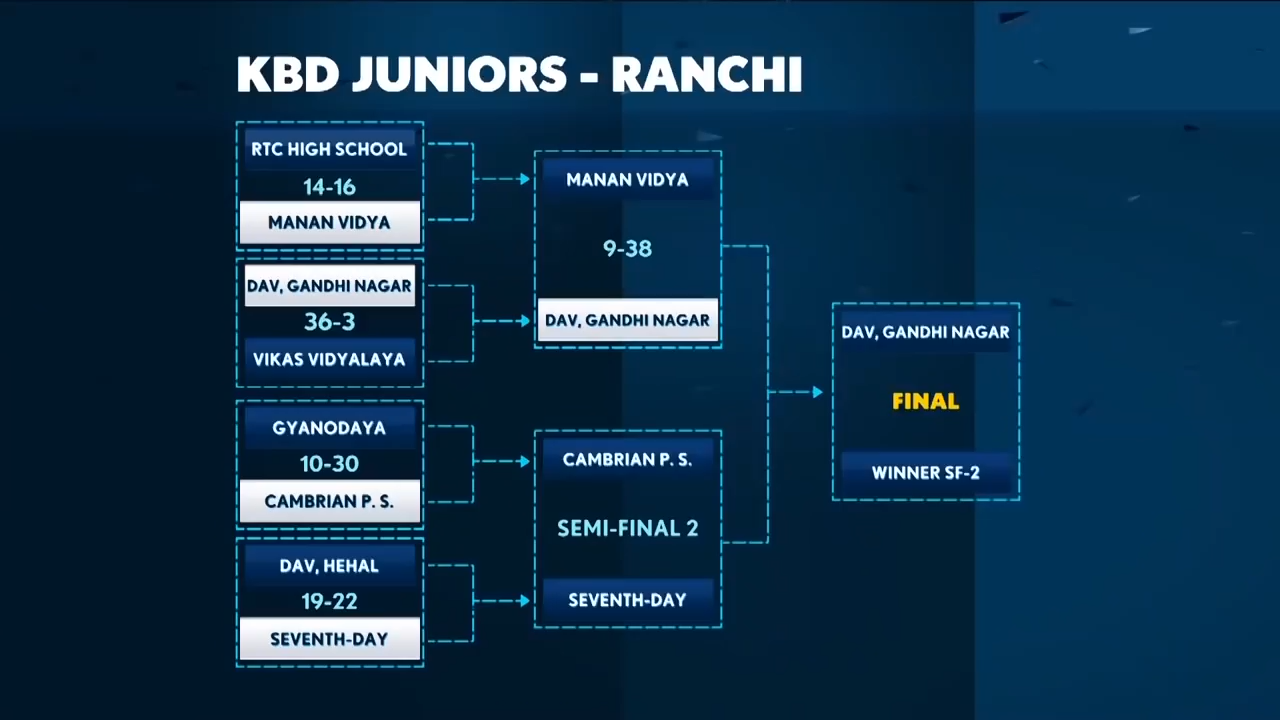 KBD JUNIORS - RANCHI
RTC HIGH SCHOOL
14-16
MANAN VIDYA
DAV, GANDHI NAGAR
36-3
VIKAS VIDYALAYA
GYANODAYA
10-30
CAMBRIAN P. S.
DAV, HEHAL
19-22
SEVENTH-DAY
MANAN VIDYA
9-38
DAV, GANDHI NAGAR
CAMBRIAN P. S.
SEMI-FINAL 2
SEVENTH-DAY
DAV, GANDHI NAGAR
FINAL
WINNER SF-2